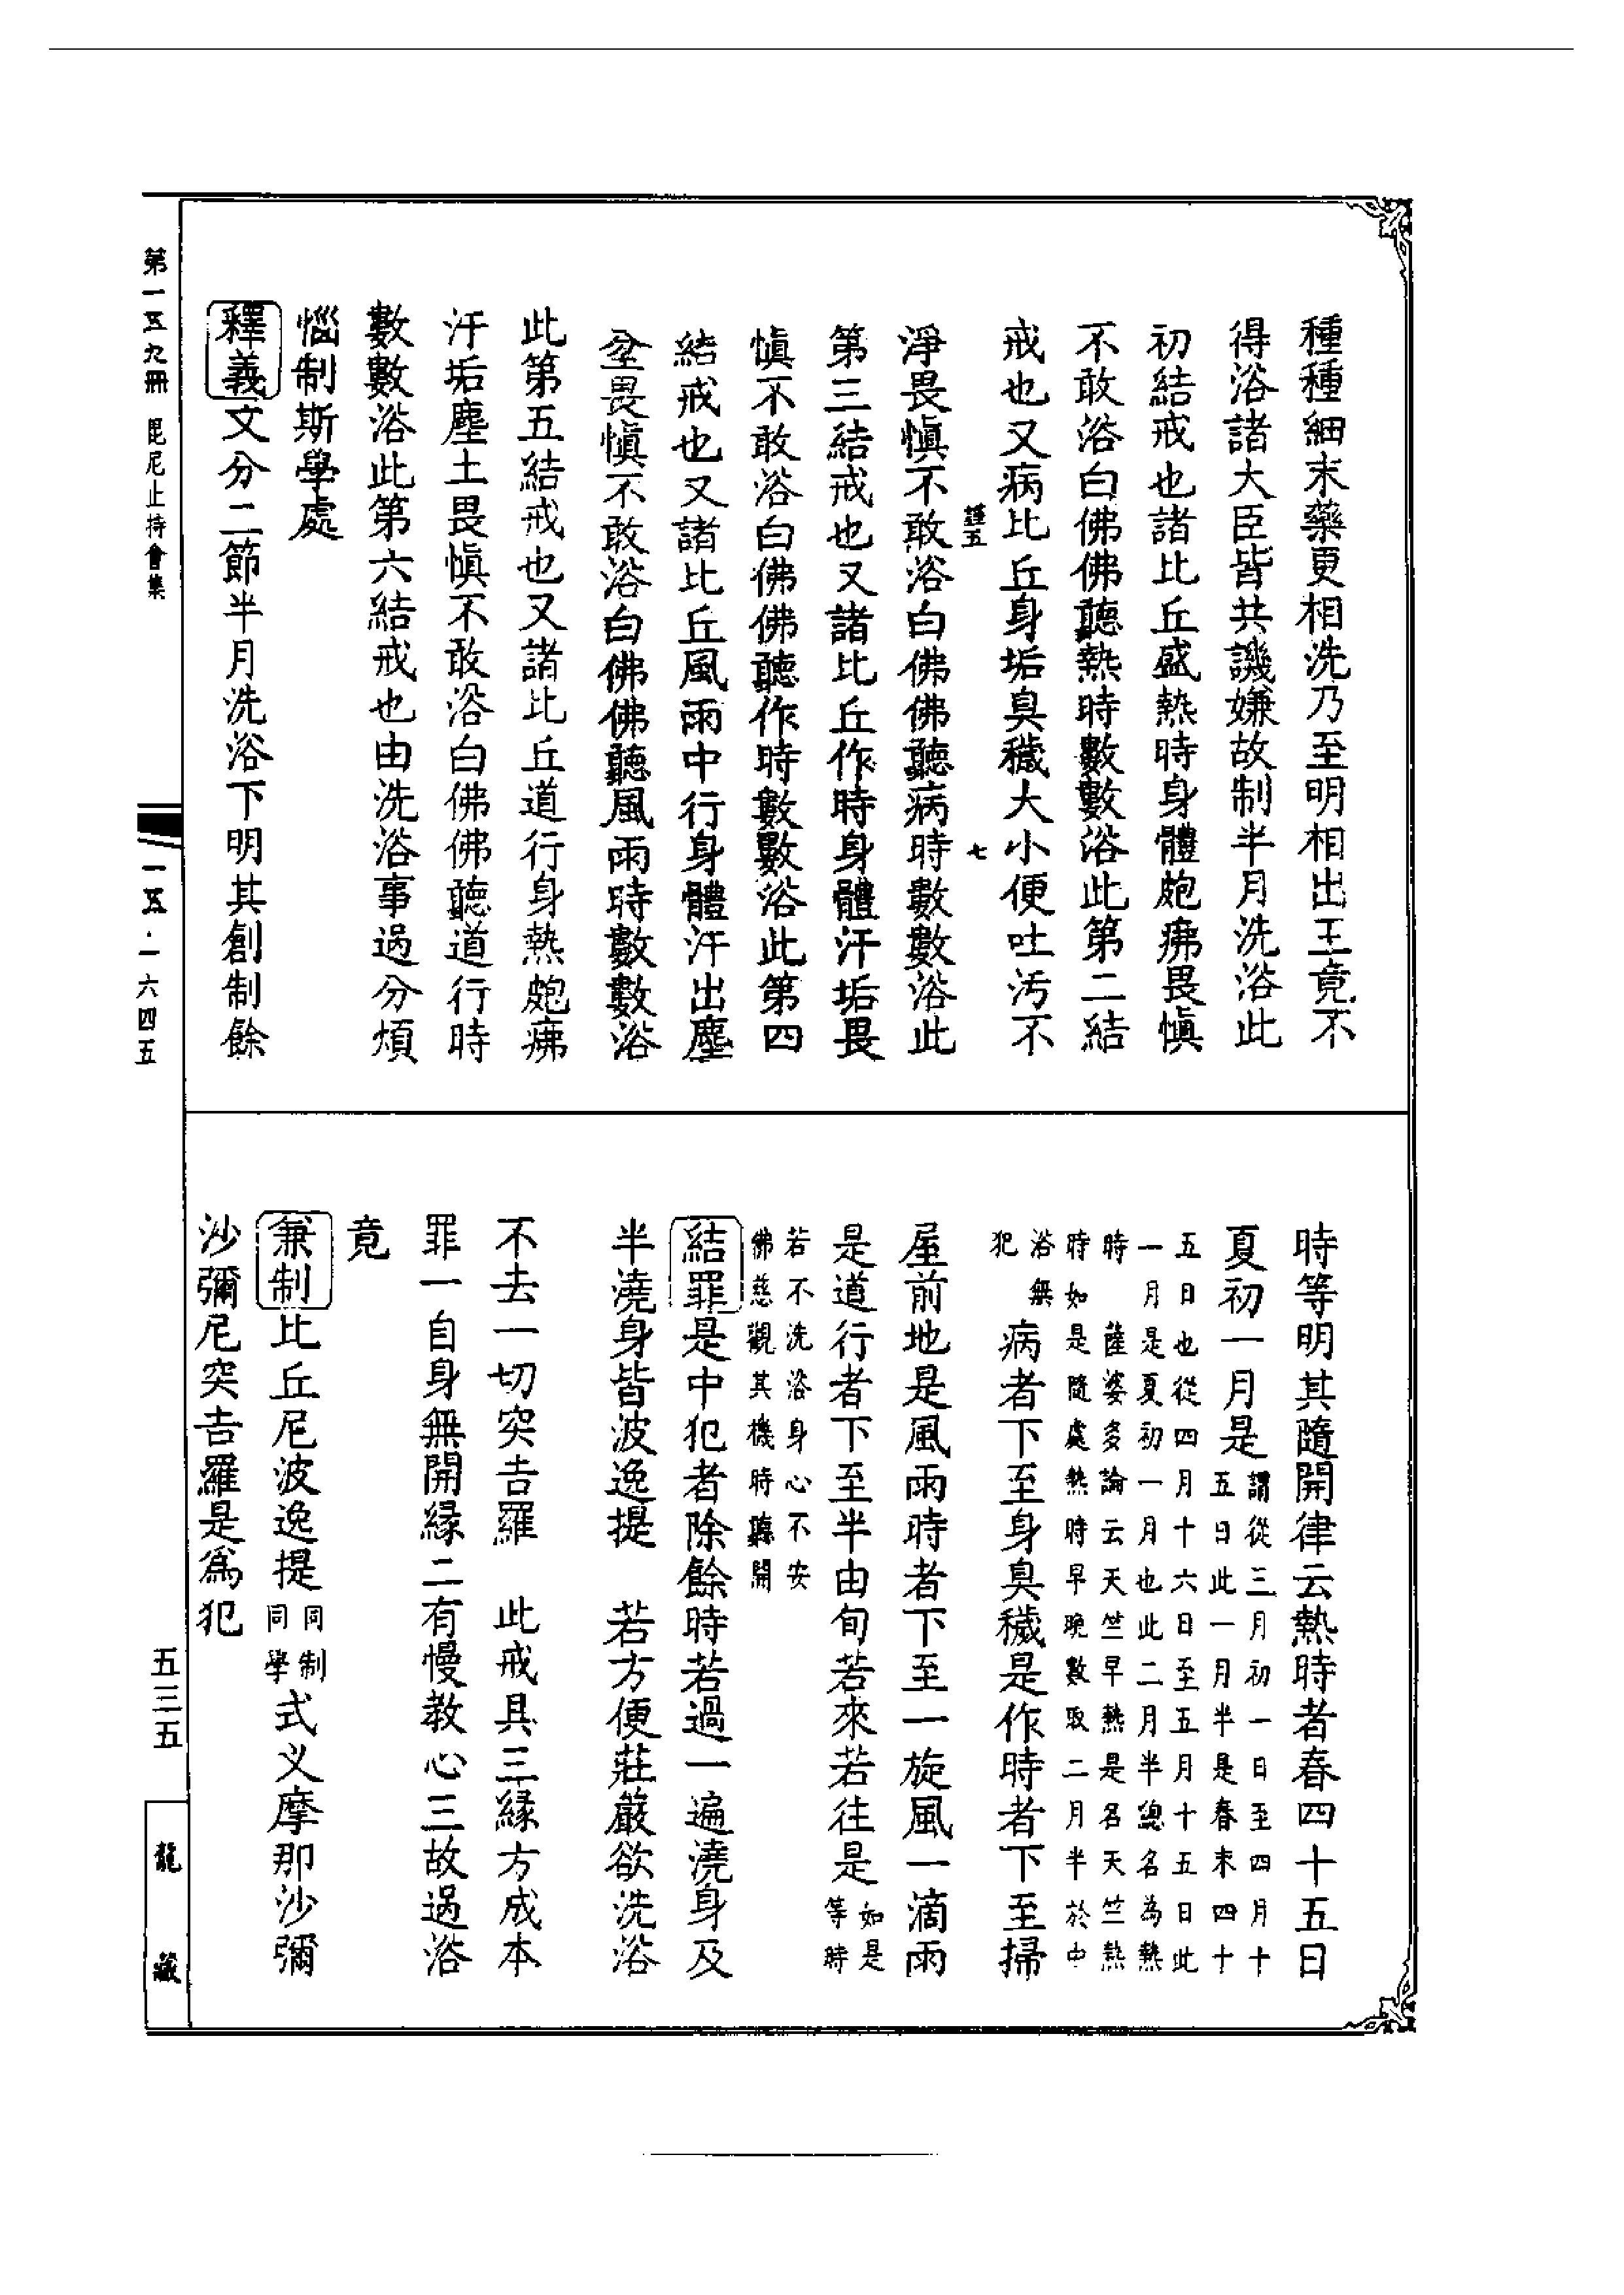 種種細末藥更相洗乃至明相出王竟不
得浴諸大臣皆共譏嫌故制半月洗浴此
初結戒也諸比丘盛熱時身體皰疿畏慎
不敢浴白佛佛聽熱時數數浴此第二結
戒也又病比丘身垢臭穢大小便吐污不
謹五
七
淨畏慎不敢浴白佛佛聽病時數數浴此
第三結戒也又諸比丘作時身體汗垢畏
慎不敢浴白佛佛聽作時數數浴此第四
結戒也又諸比丘風雨中行身體汗出塵
坌畏慎不敢浴白佛佛聽風雨時數數浴
此第五結戒也又諸比丘道行身熱皰疿
汗垢塵土畏慎不敢浴白佛佛聽道行時
數數浴此第六結戒也由洗浴事過分煩
惱制斯學處
釋義文分二節半月洗浴下明其創制餘
時等明其隨開律云熱時者春四十五日
夏初一月是
謂從三月初一日至四月十
五日此一月半是春末四十
五日也從四月十六日至五月十五日此
一月是夏初一月也此二月半總名為熱
時　薩婆多論云天竺早熱是名天竺熱
時如是隨處熱時早晚數取二月半於中
浴無
犯
病者下至身臭穢是作時者下至掃
屋前地是風雨時者下至一旋風一滴雨
是道行者下至半由旬若來若往是
如是
等時
若不洗浴身心不安
佛慈觀其機時聽開
結罪是中犯者除餘時若過一遍澆身及
半澆身皆波逸提　若方便莊嚴欲洗浴
不去一切突吉羅　此戒具三緣方成本
罪一自身無開緣二有慢教心三故過浴
竟
兼制比丘尼波逸提
同制
同學
式叉摩那沙彌
沙彌尼突吉羅是為犯
第一五九冊　毘尼止持會集
一五·一六四五
五三五
龍藏